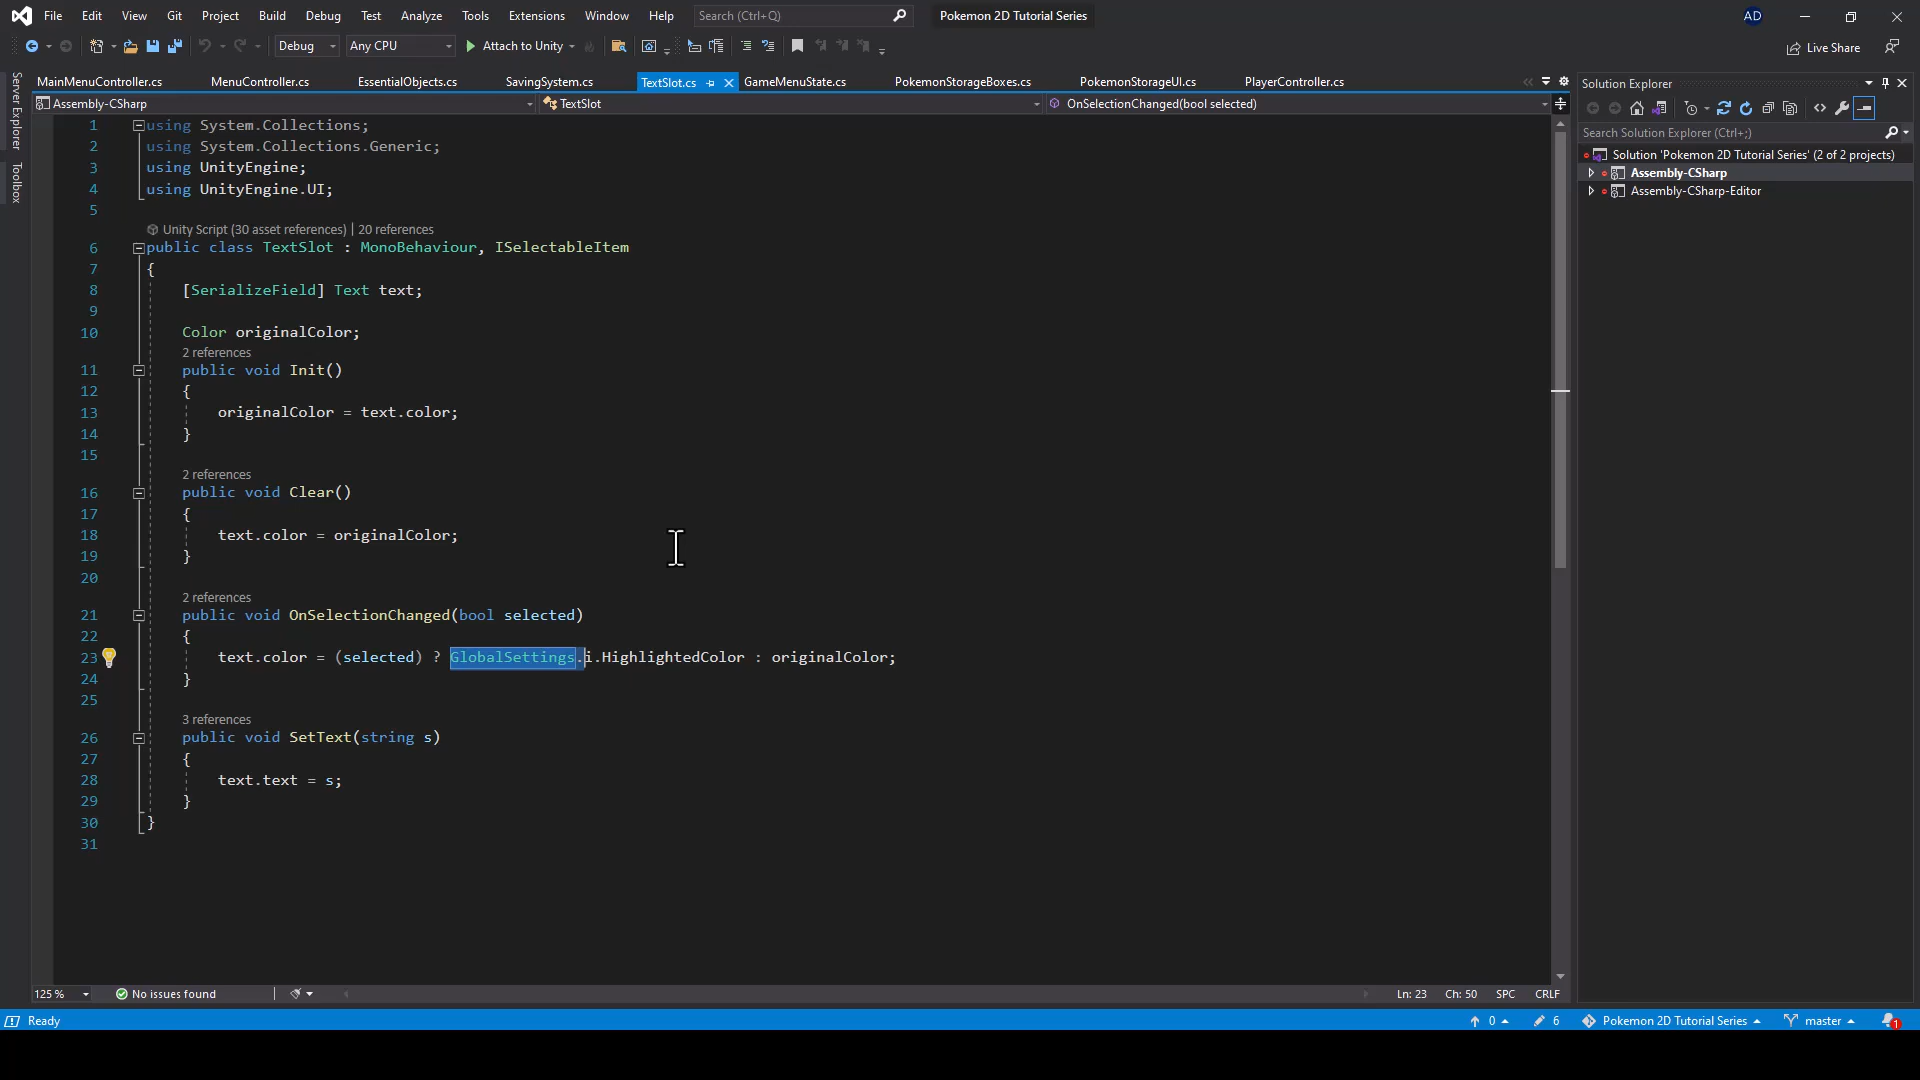 File Edit View Git Project Build Debug Test Analyze Tools Extensions Window Help Search (Ctrl+Q) Pokemon 2D Tutorial Series AD
Debug Any CPU Attach to Unity Live Share
MainMenuController.cs MenuController.cs EssentialObjects.cs SavingSystem.cs TextSlot.cs GameMenuState.cs PokemonStorageBoxes.cs PokemonStorageUI.cs PlayerController.cs
Assembly-CSharp TextSlot OnSelectionChanged(bool selected)
Server Explorer
Toolbox
1 using System.Collections;
2 using System.Collections.Generic;
3 using UnityEngine;
4 using UnityEngine.UI;
5
Unity Script (30 asset references) | 20 references
6 public class TextSlot : MonoBehaviour, ISelectableItem
7 {
8 [SerializeField] Text text;
9
10 Color originalColor;
2 references
11 public void Init()
12 {
13 originalColor = text.color;
14 }
15
2 references
16 public void Clear()
17 {
18 text.color = originalColor;
19 }
20
2 references
21 public void OnSelectionChanged(bool selected)
22 {
23 text.color = (selected) ? GlobalSettings.i.HighlightedColor : originalColor;
24 }
25
3 references
26 public void SetText(string s)
27 {
28 text.text = s;
29 }
30 }
31
Solution Explorer
Search Solution Explorer (Ctrl+;)
Solution 'Pokemon 2D Tutorial Series' (2 of 2 projects)
Assembly-CSharp
Assembly-CSharp-Editor
125 % No issues found Ln: 23 Ch: 50 SPC CRLF
Ready 0 6 Pokemon 2D Tutorial Series master 1